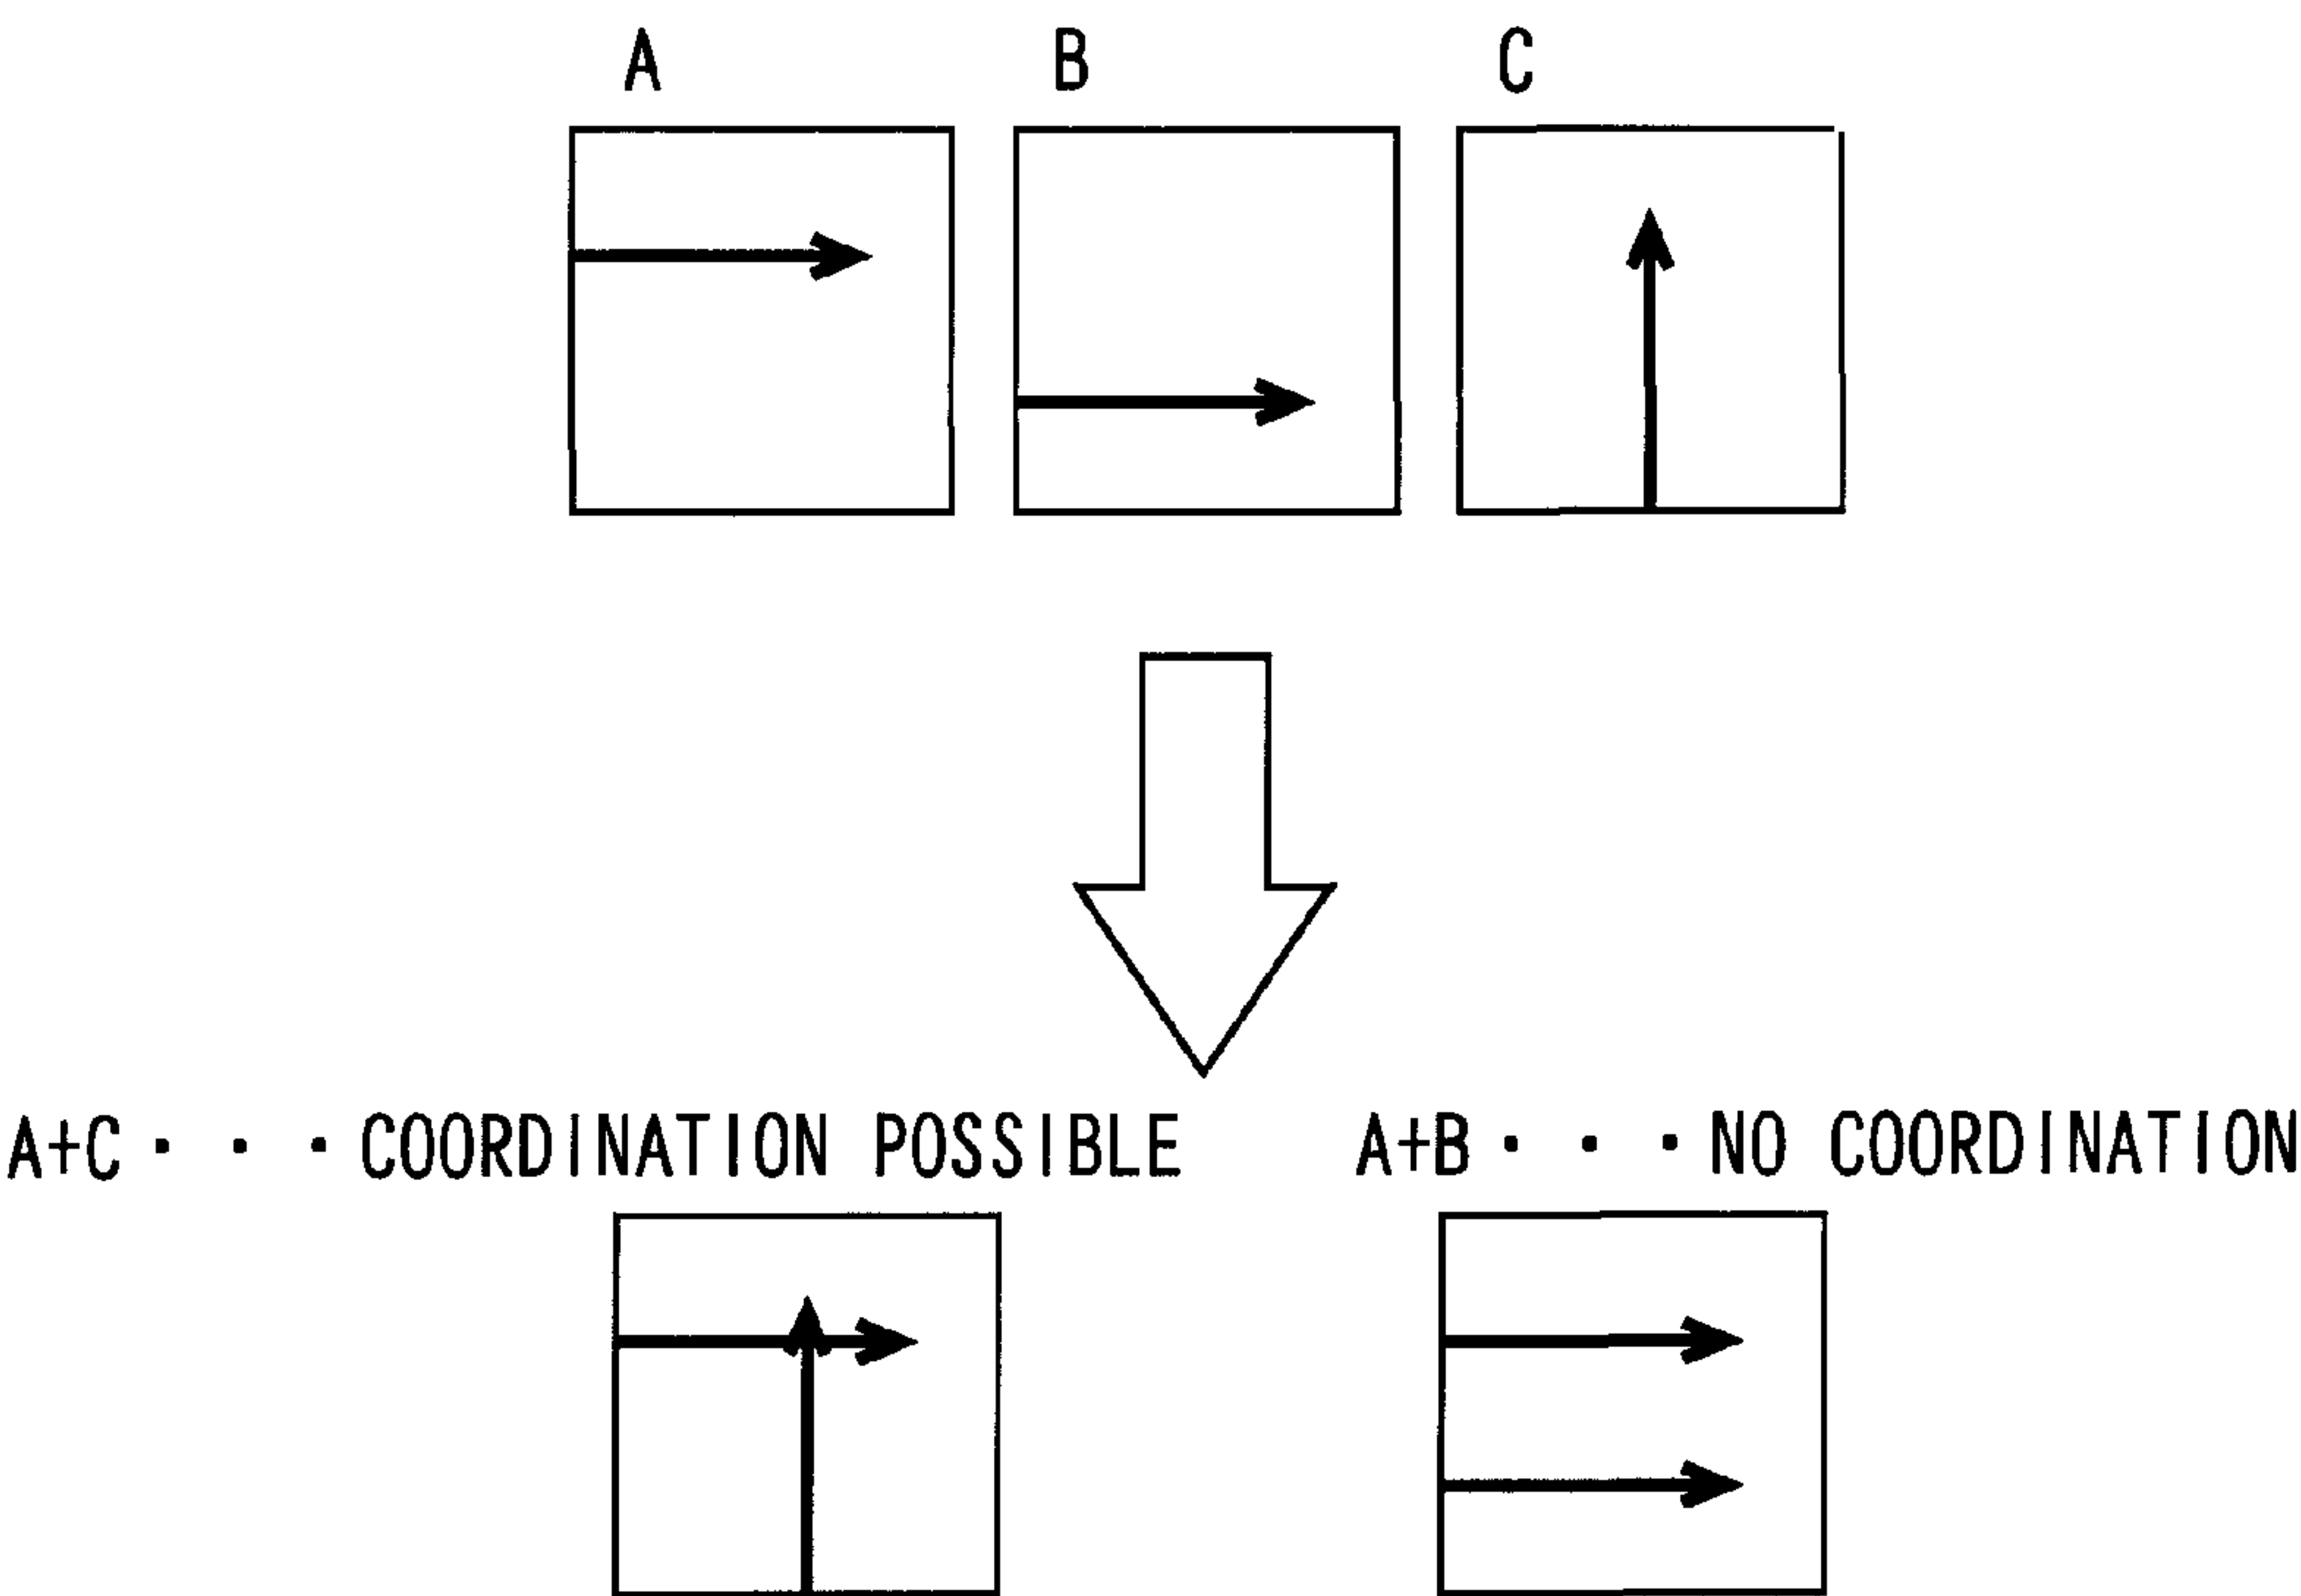 A B C
A+C・・・COORDINATION POSSIBLE A+B・・・NO COORDINATION